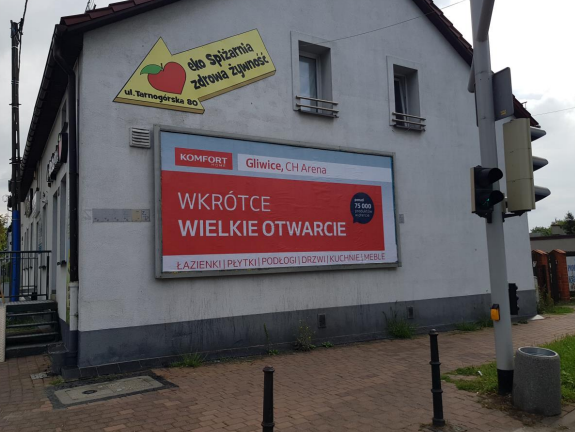 eko Spiżarnia
zdrowa żywność
ul. Tarnogórska 80
KOMFORT
HOME
Gliwice, CH Arena
WKRÓTCE
WIELKIE OTWARCIE
75 000
ŁAZIENKI | PŁYTKI | PODŁOGI | DRZWI | KUCHNIE | MEBLE